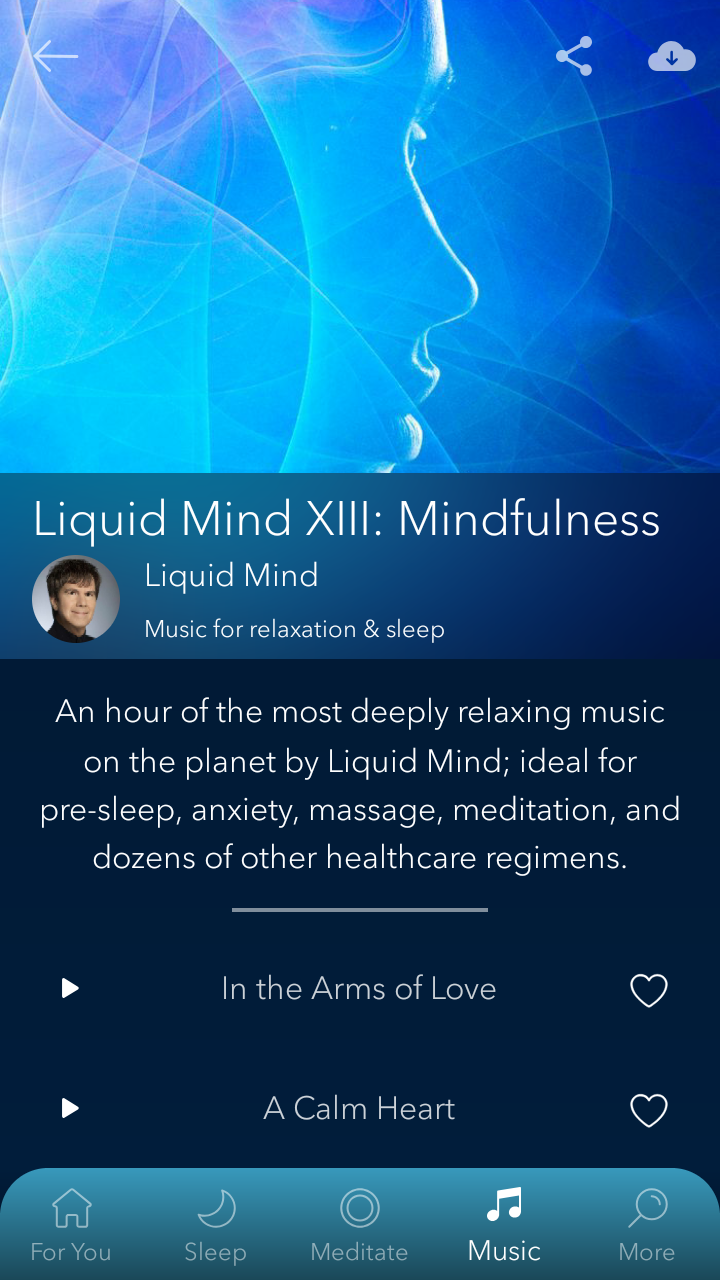 Liquid Mind XIII: Mindfulness
Liquid Mind
Music for relaxation & sleep
An hour of the most deeply relaxing music
on the planet by Liquid Mind; ideal for
pre-sleep, anxiety, massage, meditation, and
dozens of other healthcare regimens.
In the Arms of Love
A Calm Heart
For You
Sleep
Meditate
Music
More